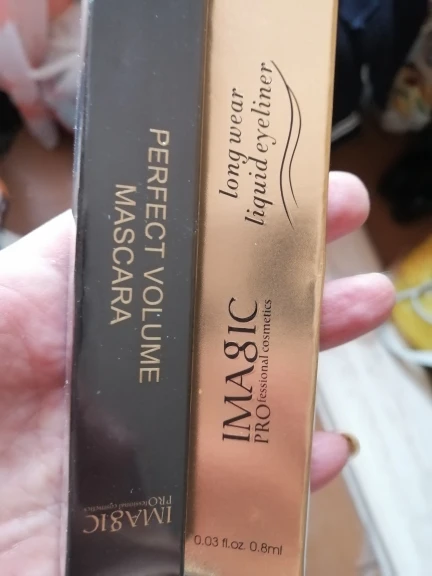 PERFECT VOLUME
MASCARA
IMAGIC
PROfessional cosmetics
long wear
liquid eyeliner
IMAGIC
PROfessional cosmetics
0.03 fl.oz. 0.8ml